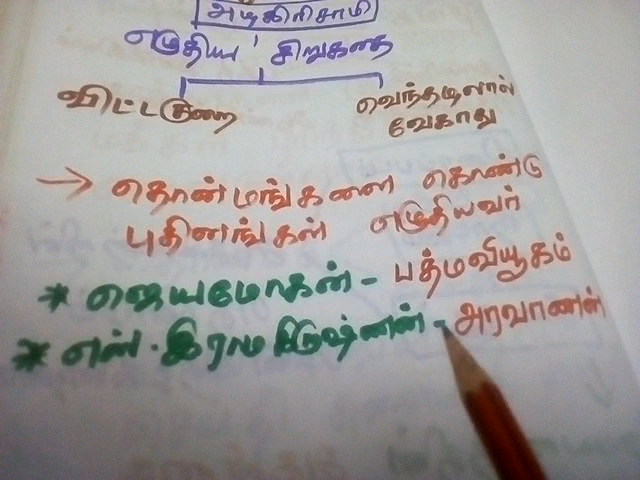 அழகிரிசாமி
எழுதிய சிறுகதை
விட்டகுறை வெந்தழலால்
வேகாது
→ தொன்மங்களை கொண்டு
புதினங்கள் எழுதியவர்
* ஜெயமோகன் - பத்மவியூகம்
* எஸ். இராமகிருஷ்ணன் - அரவாணன்